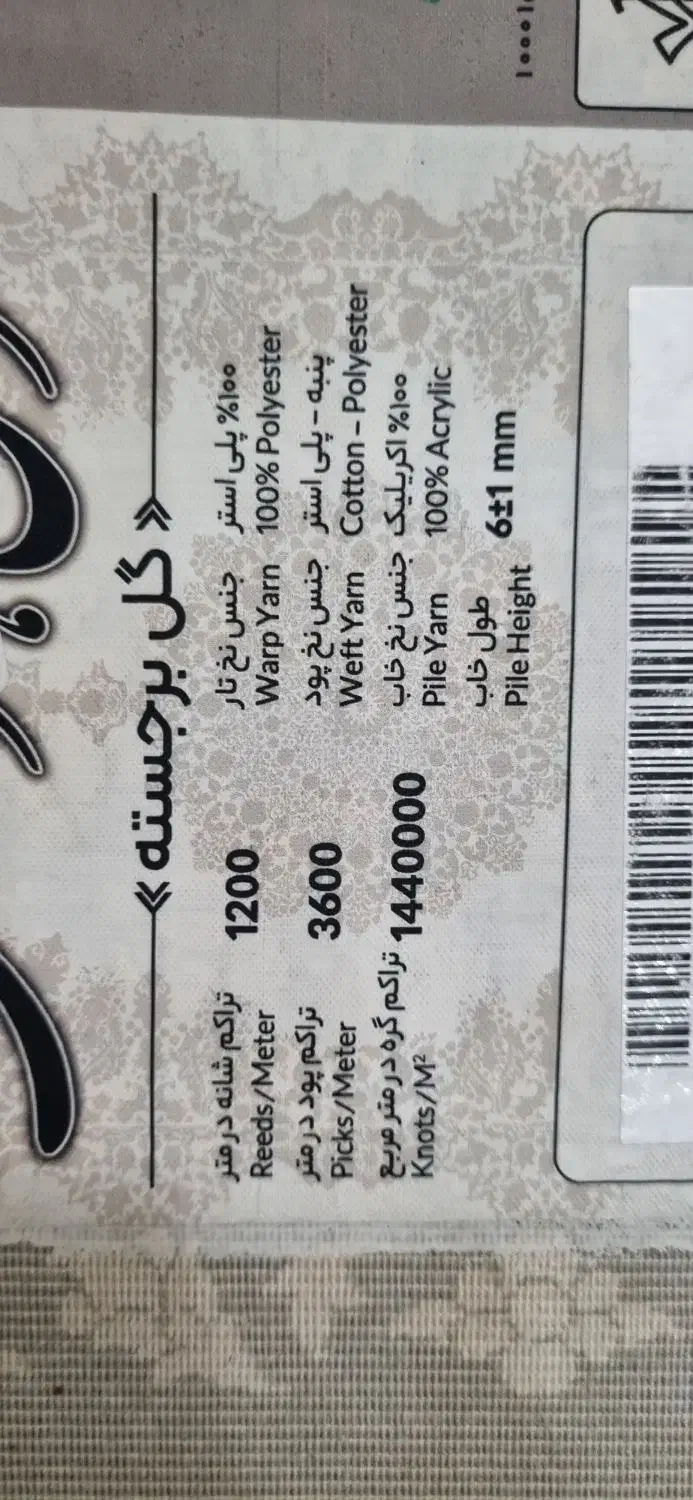 گل برجسته
تراکم شانه در متر 1200
Reeds/Meter
تراکم پود در متر 3600
Picks/Meter
تراکم گره در متر مربع 1440000
Knots/M²
جنس نخ تار ۱۰۰% پلی استر
Warp Yarn 100% Polyester
جنس نخ پود پنبه - پلی استر
Weft Yarn Cotton - Polyester
جنس نخ خاب ۱۰۰% اکریلیک
Pile Yarn 100% Acrylic
طول خاب
Pile Height 6±1 mm